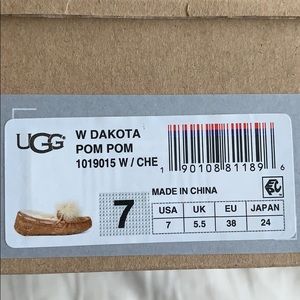 UGG
W DAKOTA
POM POM
1019015 W / CHE
1 90108 81189 6
MADE IN CHINA
7
USA UK EU JAPAN
7 5.5 38 24